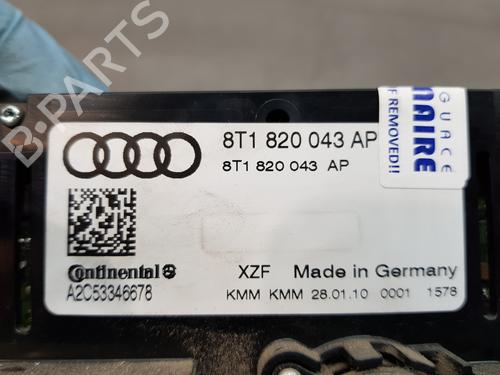 B-PARTS
8T1 820 043 AP
8T1 820 043 AP
Continental
A2C53346678
XZF Made in Germany
KMM KMM 28.01.10 0001 1578
NAIRE
F REMOVED!!